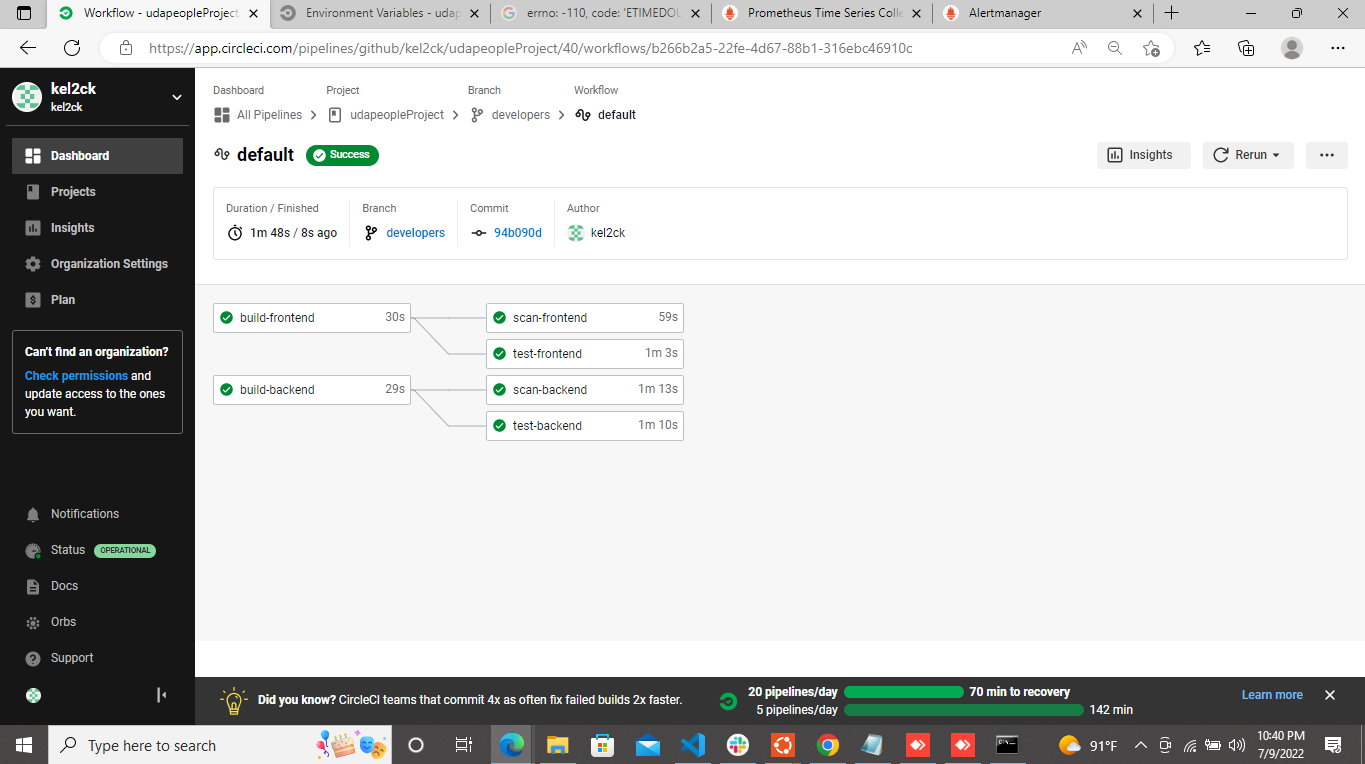 Workflow - udapeopleProject
Environment Variables - udap
errno: -110, code: 'ETIMEDOU
Prometheus Time Series Colle
Alertmanager
https://app.circleci.com/pipelines/github/kel2ck/udapeopleProject/40/workflows/b266b2a5-22fe-4d67-88b1-316ebc46910c
kel2ck
kel2ck
Dashboard
Projects
Insights
Organization Settings
Plan
Can't find an organization?
Check permissions and
update access to the ones
you want.
Notifications
Status OPERATIONAL
Docs
Orbs
Support
Dashboard Project Branch Workflow
All Pipelines udapeopleProject developers default
default Success
Insights Rerun
Duration / Finished Branch Commit Author
1m 48s / 8s ago developers 94b090d kel2ck
build-frontend 30s scan-frontend 59s
test-frontend 1m 3s
build-backend 29s scan-backend 1m 13s
test-backend 1m 10s
Did you know? CircleCI teams that commit 4x as often fix failed builds 2x faster.
20 pipelines/day 70 min to recovery
5 pipelines/day 142 min
Learn more
Type here to search
91°F
10:40 PM
7/9/2022